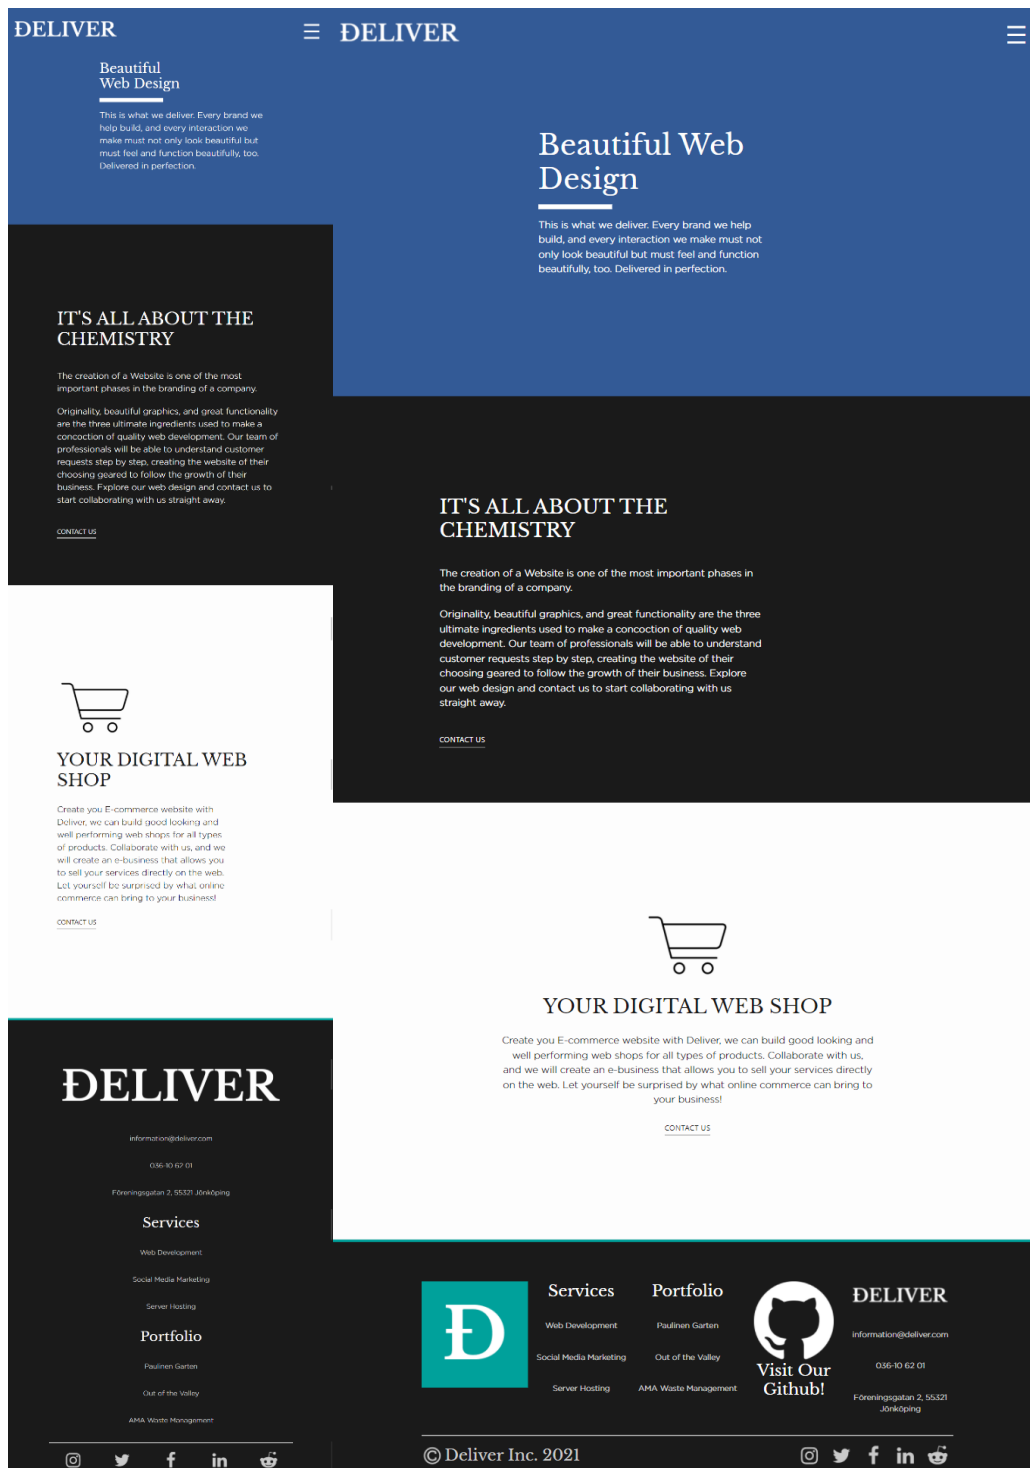 ĐELIVER
Beautiful
Web Design
This is what we deliver. Every brand we
help build, and every interaction we
make must not only look beautiful but
must feel and function beautifully, too.
Delivered in perfection.
IT'S ALL ABOUT THE
CHEMISTRY
The creation of a Website is one of the most
important phases in the branding of a company.
Originality, beautiful graphics, and great functionality
are the three ultimate ingredients used to make a
concoction of quality web development. Our team of
professionals will be able to understand customer
requests step by step, creating the website of their
choosing geared to follow the growth of their
business. Explore our web design and contact us to
start collaborating with us straight away.
CONTACT US
YOUR DIGITAL WEB
SHOP
Create you E-commerce website with
Deliver, we can build good looking and
well performing web shops for all types
of products. Collaborate with us, and we
will create an e-business that allows you
to sell your services directly on the web.
Let yourself be surprised by what online
commerce can bring to your business!
CONTACT US
ĐELIVER
information@deliver.com
036-10 62 01
Föreningsgatan 2, 55321 Jönköping
Services
Web Development
Social Media Marketing
Server Hosting
Portfolio
Paulinen Garten
Out of the Valley
AMA Waste Management
ĐELIVER
Beautiful Web
Design
This is what we deliver. Every brand we help
build, and every interaction we make must not
only look beautiful but must feel and function
beautifully, too. Delivered in perfection.
IT'S ALL ABOUT THE
CHEMISTRY
The creation of a Website is one of the most important phases in
the branding of a company.
Originality, beautiful graphics, and great functionality are the three
ultimate ingredients used to make a concoction of quality web
development. Our team of professionals will be able to understand
customer requests step by step, creating the website of their
choosing geared to follow the growth of their business. Explore
our web design and contact us to start collaborating with us
straight away.
CONTACT US
YOUR DIGITAL WEB SHOP
Create you E-commerce website with Deliver, we can build good looking and
well performing web shops for all types of products. Collaborate with us,
and we will create an e-business that allows you to sell your services directly
on the web. Let yourself be surprised by what online commerce can bring to
your business!
CONTACT US
Đ
Services
Web Development
Social Media Marketing
Server Hosting
Portfolio
Paulinen Garten
Out of the Valley
AMA Waste Management
Visit Our
Github!
ĐELIVER
information@deliver.com
036-10 62 01
Föreningsgatan 2, 55321
Jönköping
© Deliver Inc. 2021